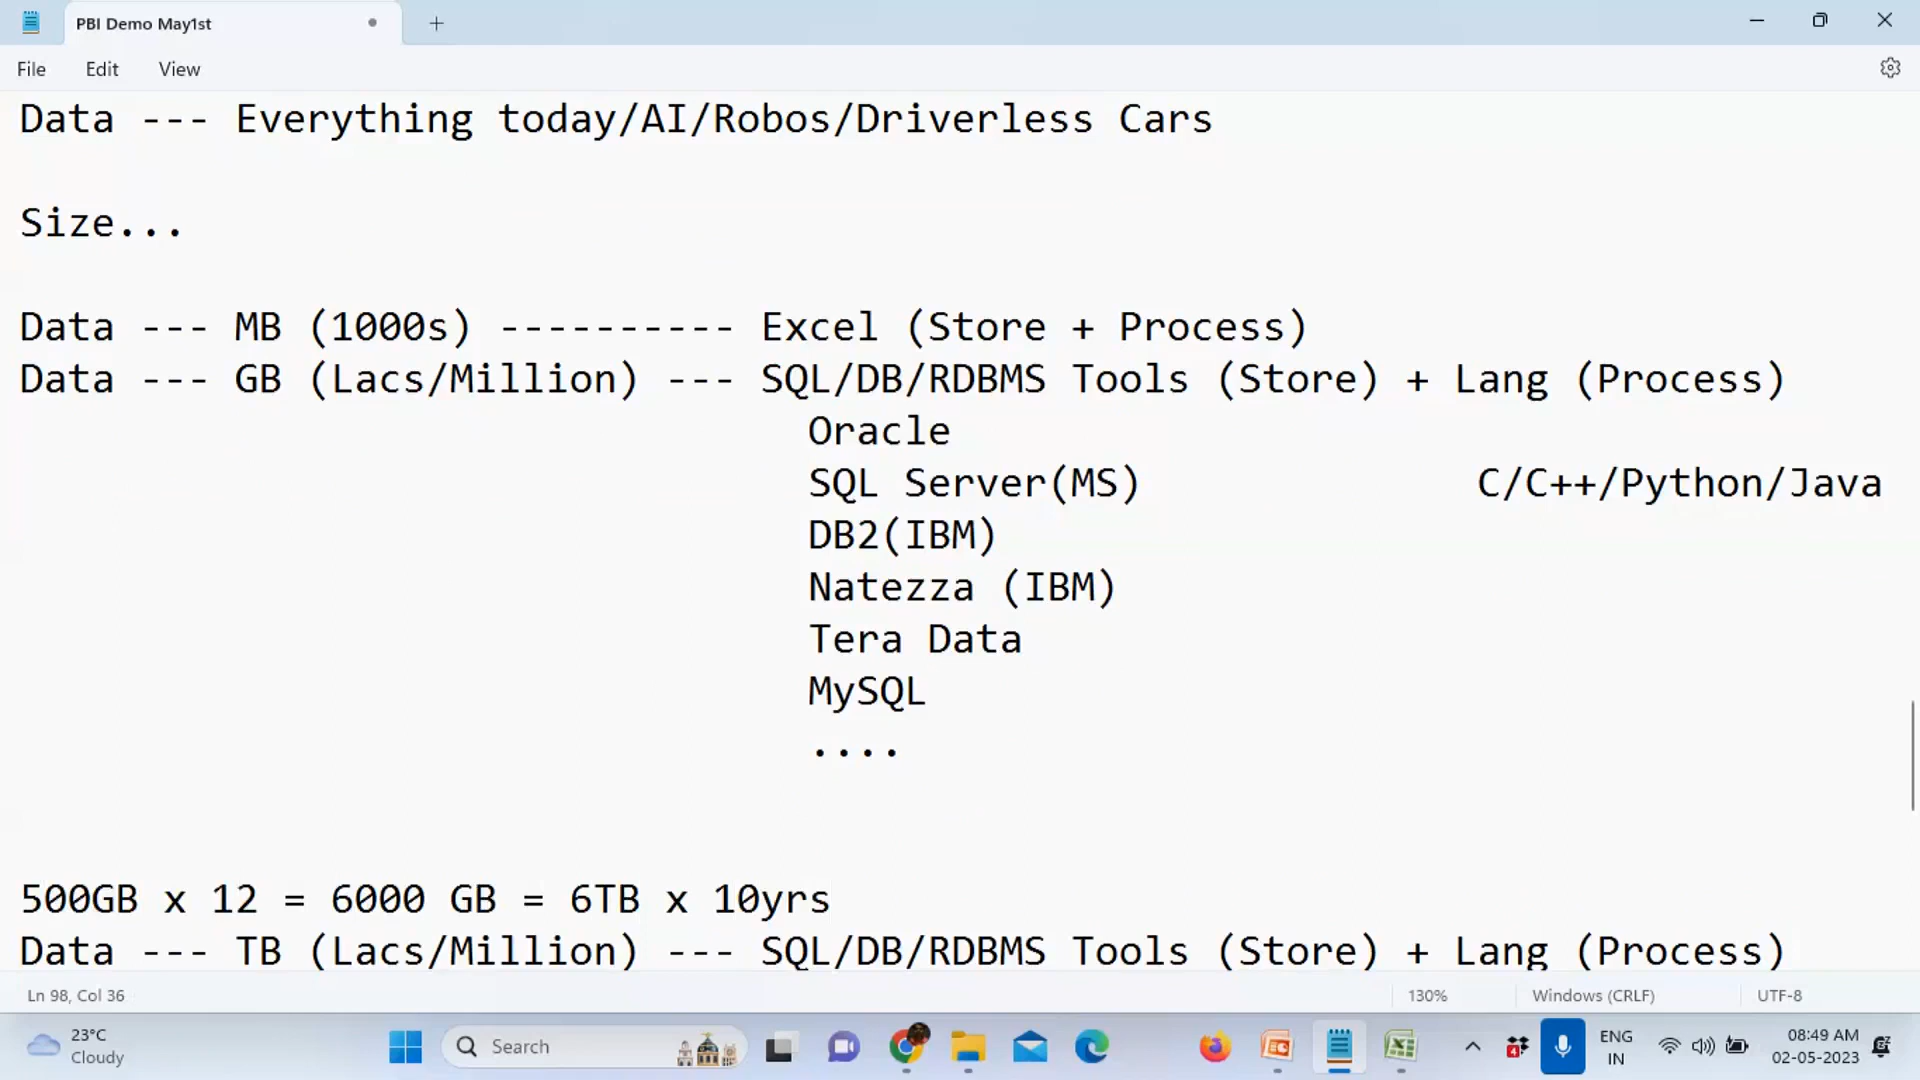 PBI Demo May1st
File Edit View
Data --- Everything today/AI/Robos/Driverless Cars
Size...
Data --- MB (1000s) ---------- Excel (Store + Process)
Data --- GB (Lacs/Million) --- SQL/DB/RDBMS Tools (Store) + Lang (Process)
Oracle
SQL Server(MS) C/C++/Python/Java
DB2(IBM)
Natezza (IBM)
Tera Data
MySQL
....
500GB x 12 = 6000 GB = 6TB x 10yrs
Data --- TB (Lacs/Million) --- SQL/DB/RDBMS Tools (Store) + Lang (Process)
Ln 98, Col 36 130% Windows (CRLF) UTF-8
23°C
Cloudy
Search
4
ENG
IN
08:49 AM
02-05-2023